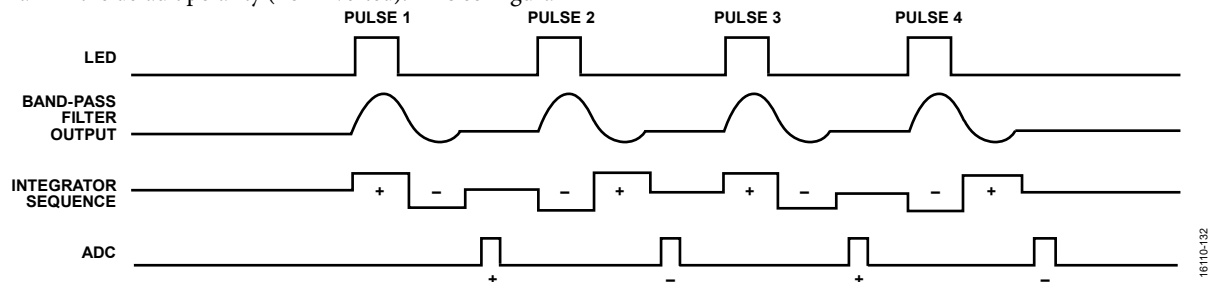 PULSE 1 PULSE 2 PULSE 3 PULSE 4
LED
BAND-PASS
FILTER
OUTPUT
INTEGRATOR
SEQUENCE
+ – – + + – – +
ADC
+ – + –
16110-132